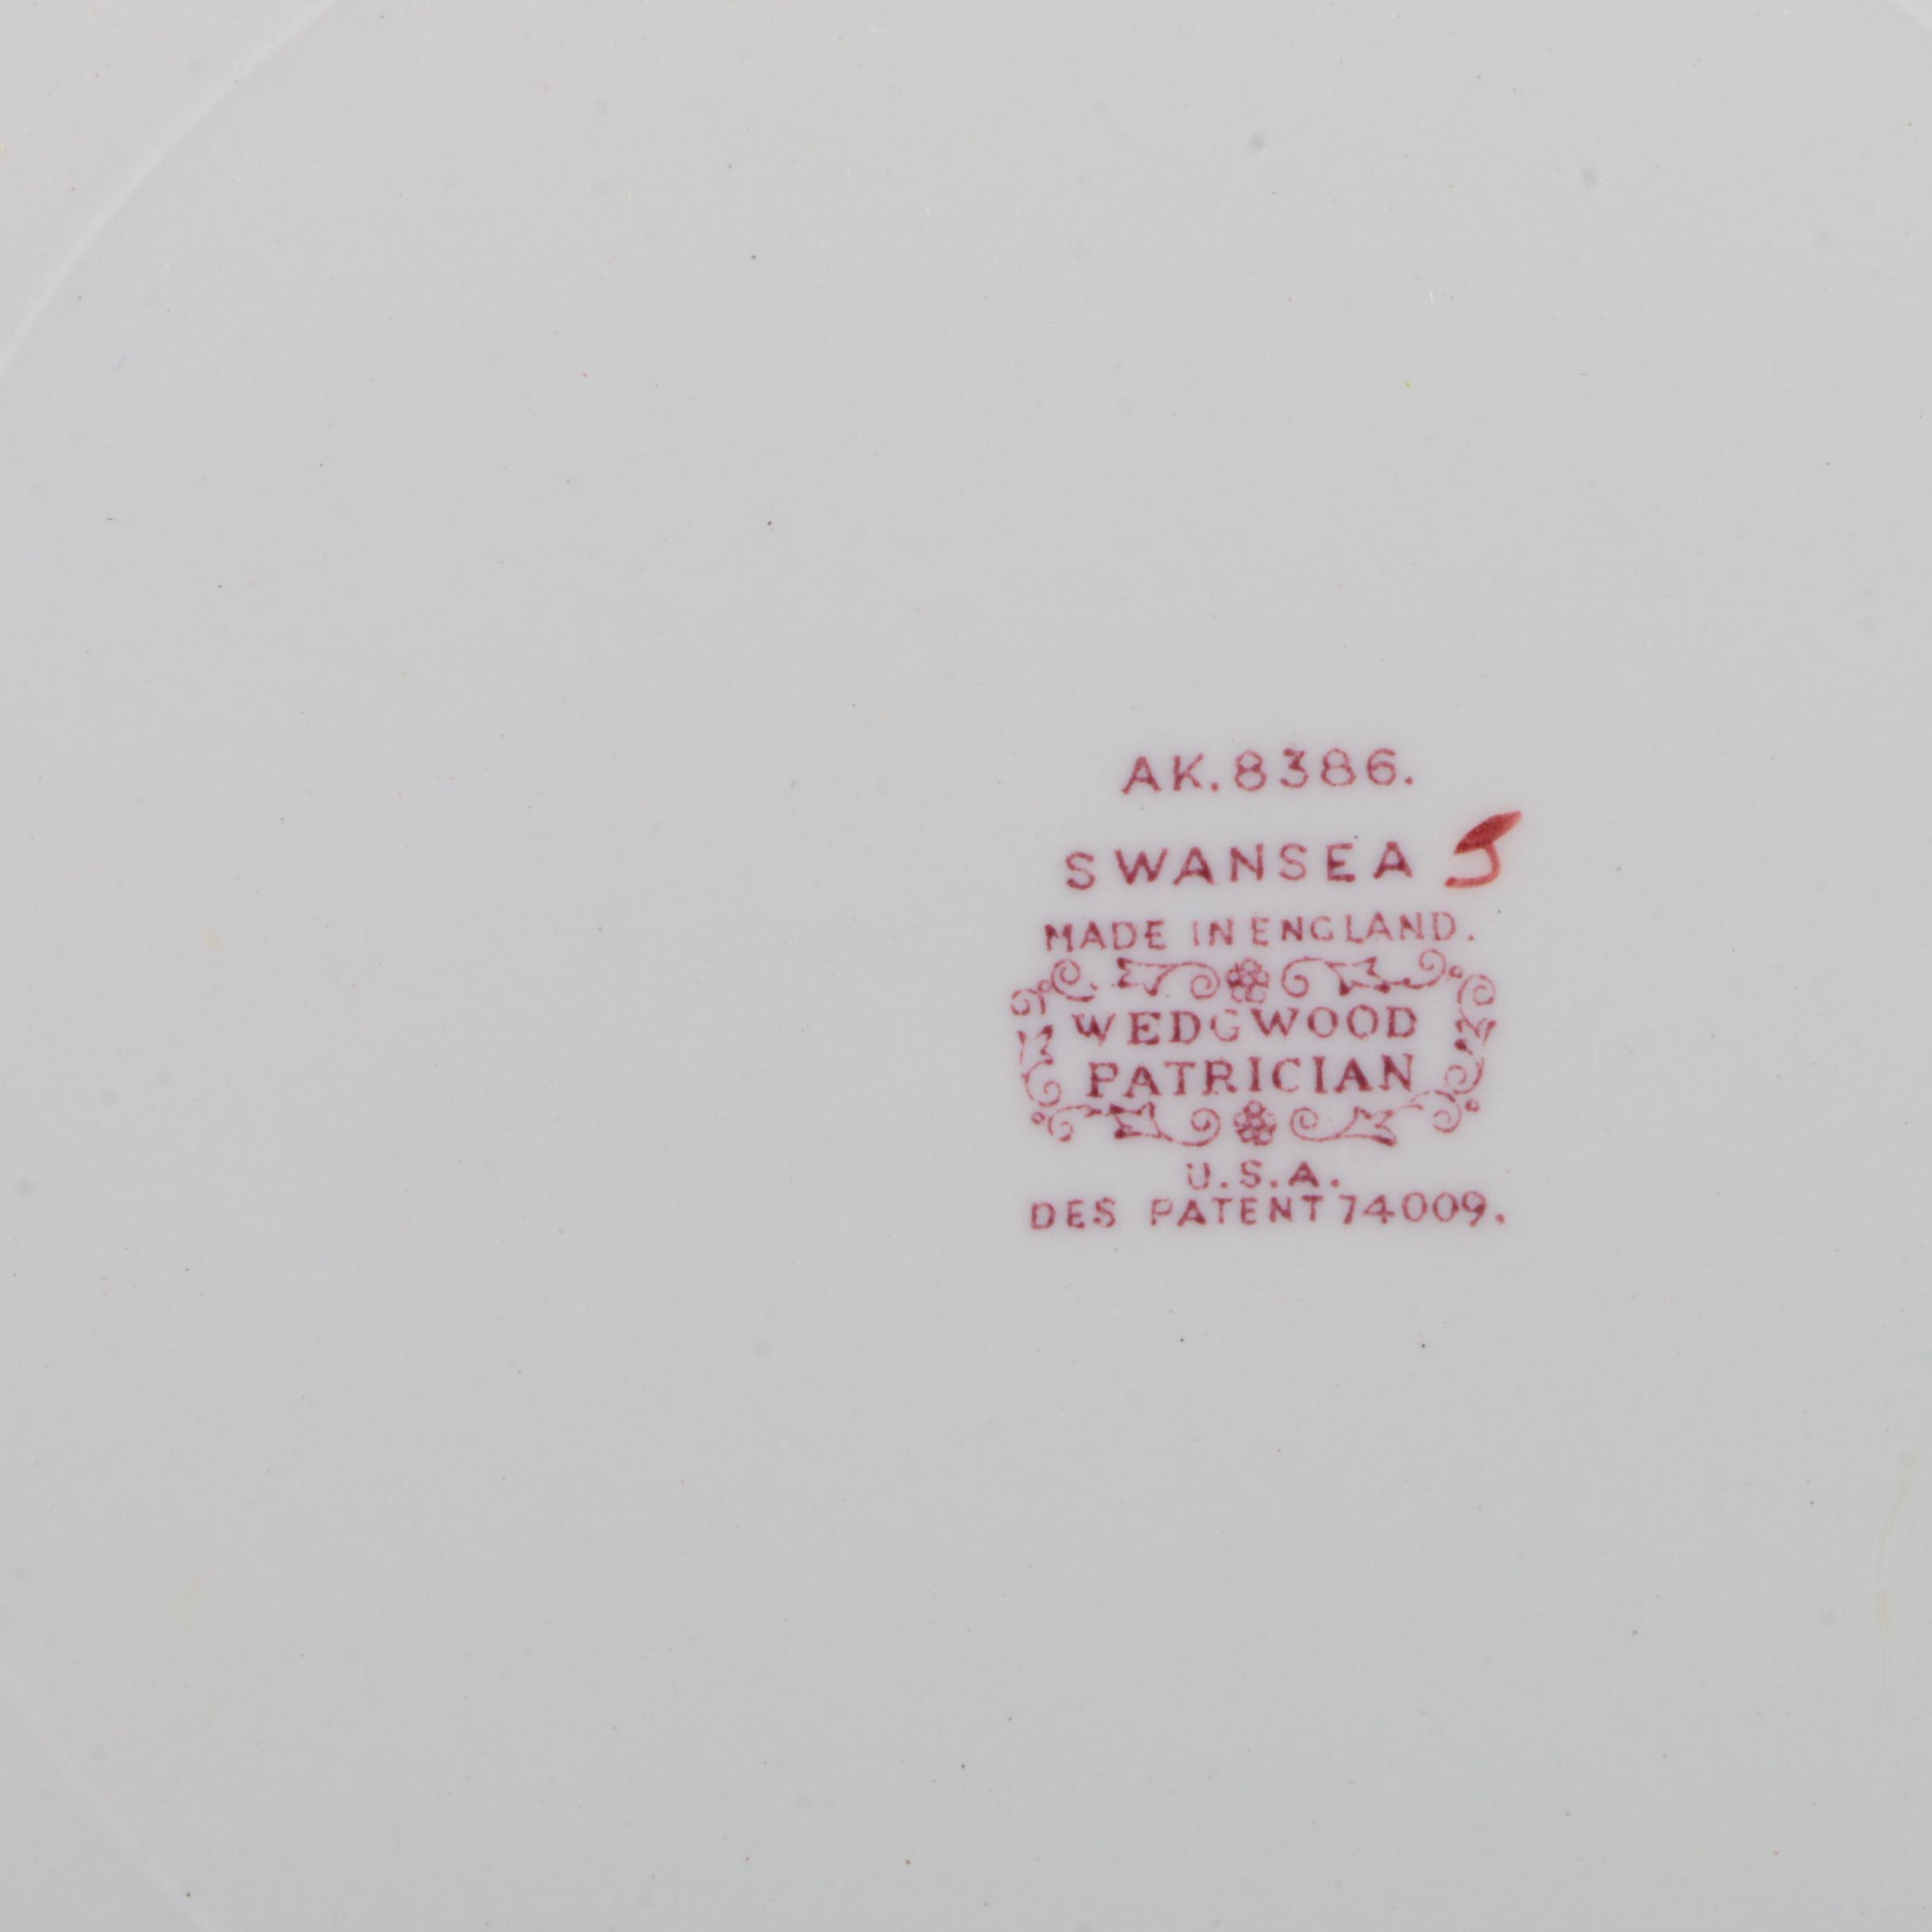 AK.8386.
SWANSEA
MADE IN ENGLAND.
WEDGWOOD
PATRICIAN
U.S.A.
DES PATENT 74009.